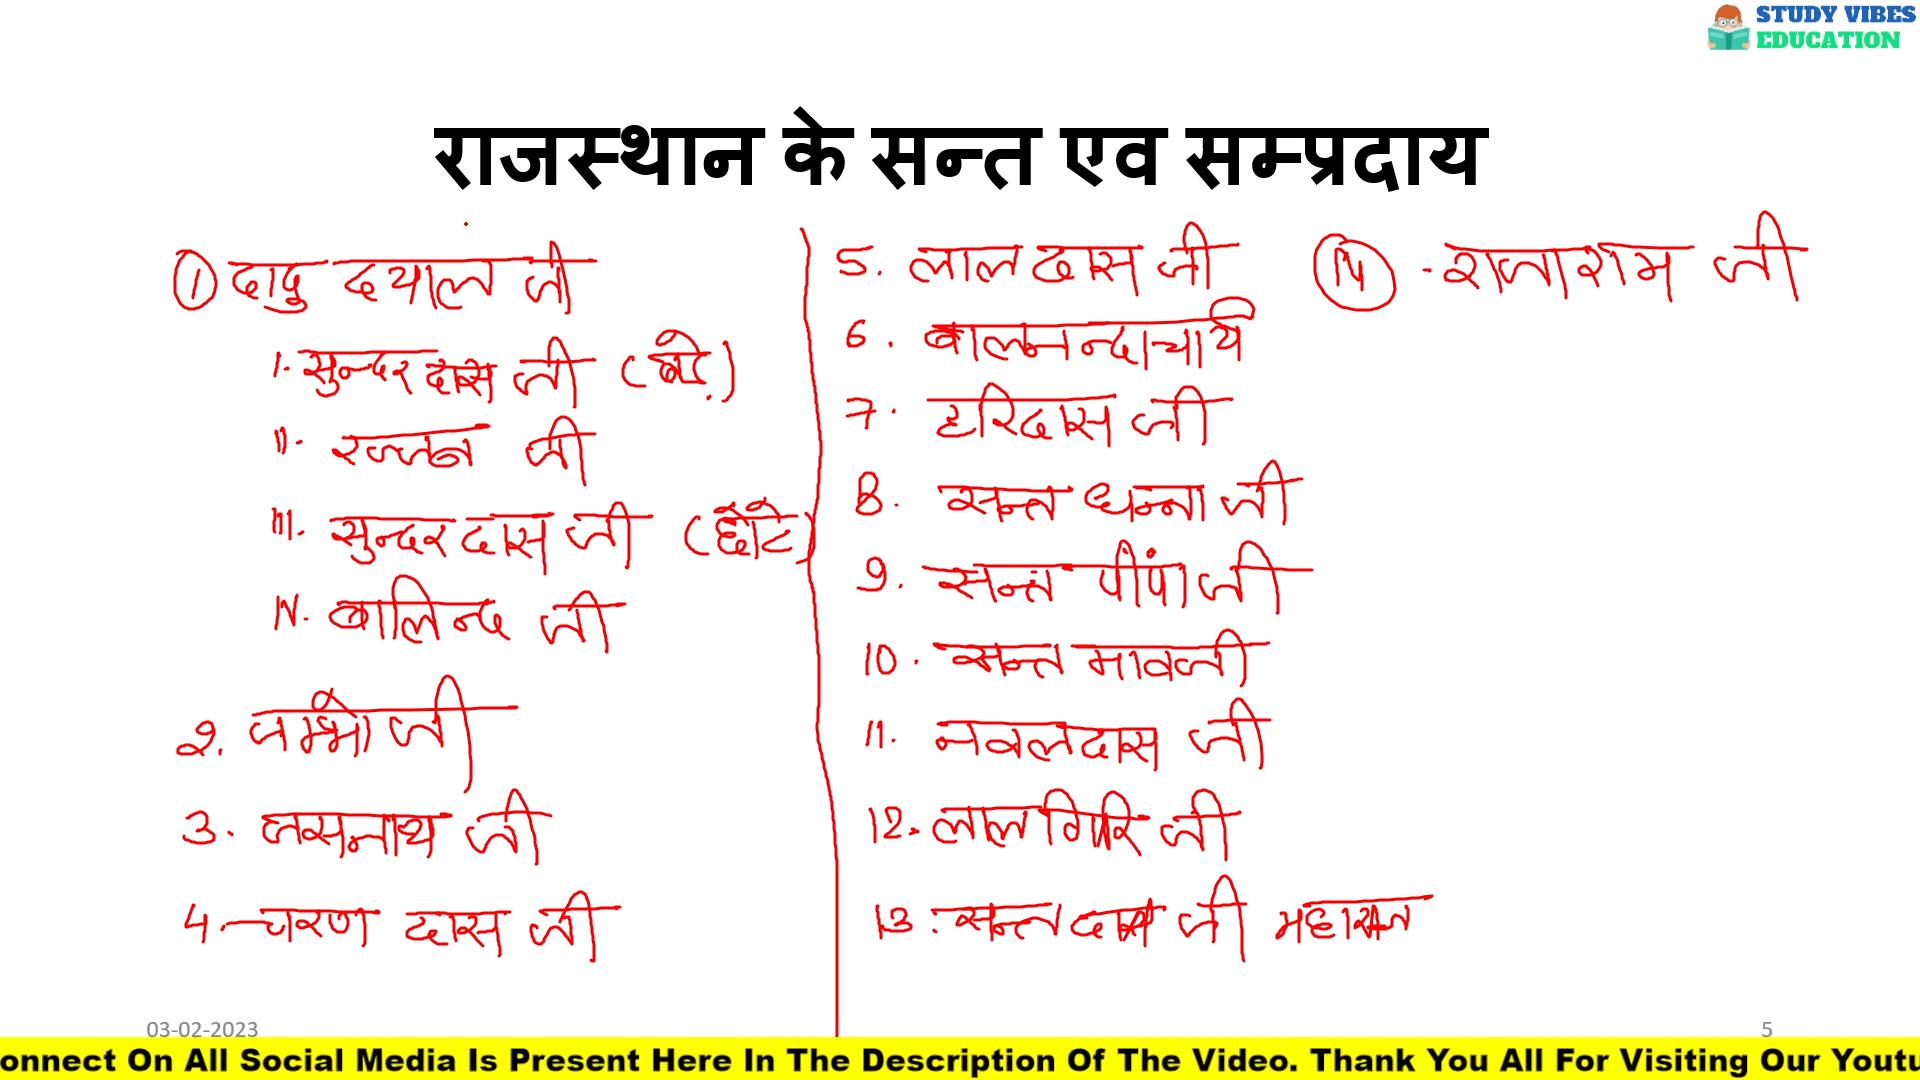 STUDY VIBES
EDUCATION
राजस्थान के सन्त एव सम्प्रदाय
① दादु दयाल जी
I. सुन्दर दास जी
II. रज्जब जी
III. सुन्दर दास जी (छोटे)
IV. बालिन्द जी
2. जम्भो जी
3. जसनाथ जी
4. चरण दास जी
5. लाल दास जी
6. बालनन्दाचार्य
7. हरिदास जी
8. सन्त धन्ना जी
9. सन्त पीपा जी
10. सन्त मावजी
11. नवलदास जी
12. लालगिरि जी
13. सन्त दास जी महाराज
14 राजाराम जी
03-02-2023
5
onnect On All Social Media Is Present Here In The Description Of The Video. Thank You All For Visiting Our Youtu